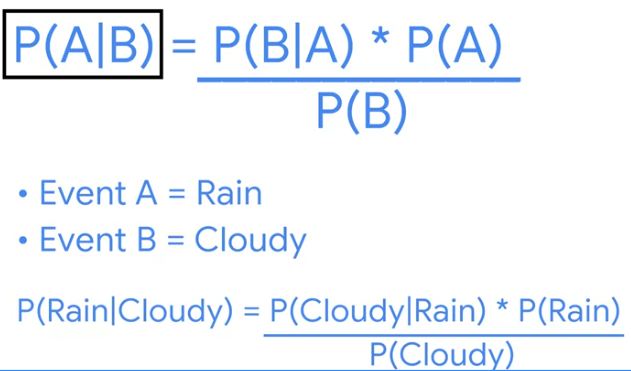 P(A|B) = P(B|A) * P(A)
P(B)
• Event A = Rain
• Event B = Cloudy
P(Rain|Cloudy) = P(Cloudy|Rain) * P(Rain)
P(Cloudy)